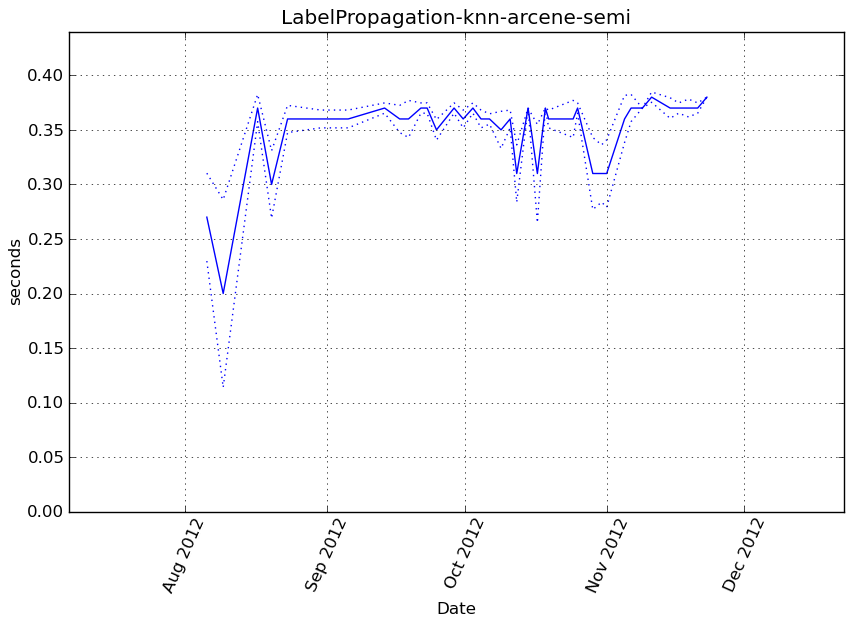 LabelPropagation-knn-arcene-semi
0.40
0.35
0.30
0.25
0.20
0.15
0.10
0.05
0.00
seconds
Aug 2012
Sep 2012
Oct 2012
Nov 2012
Dec 2012
Date